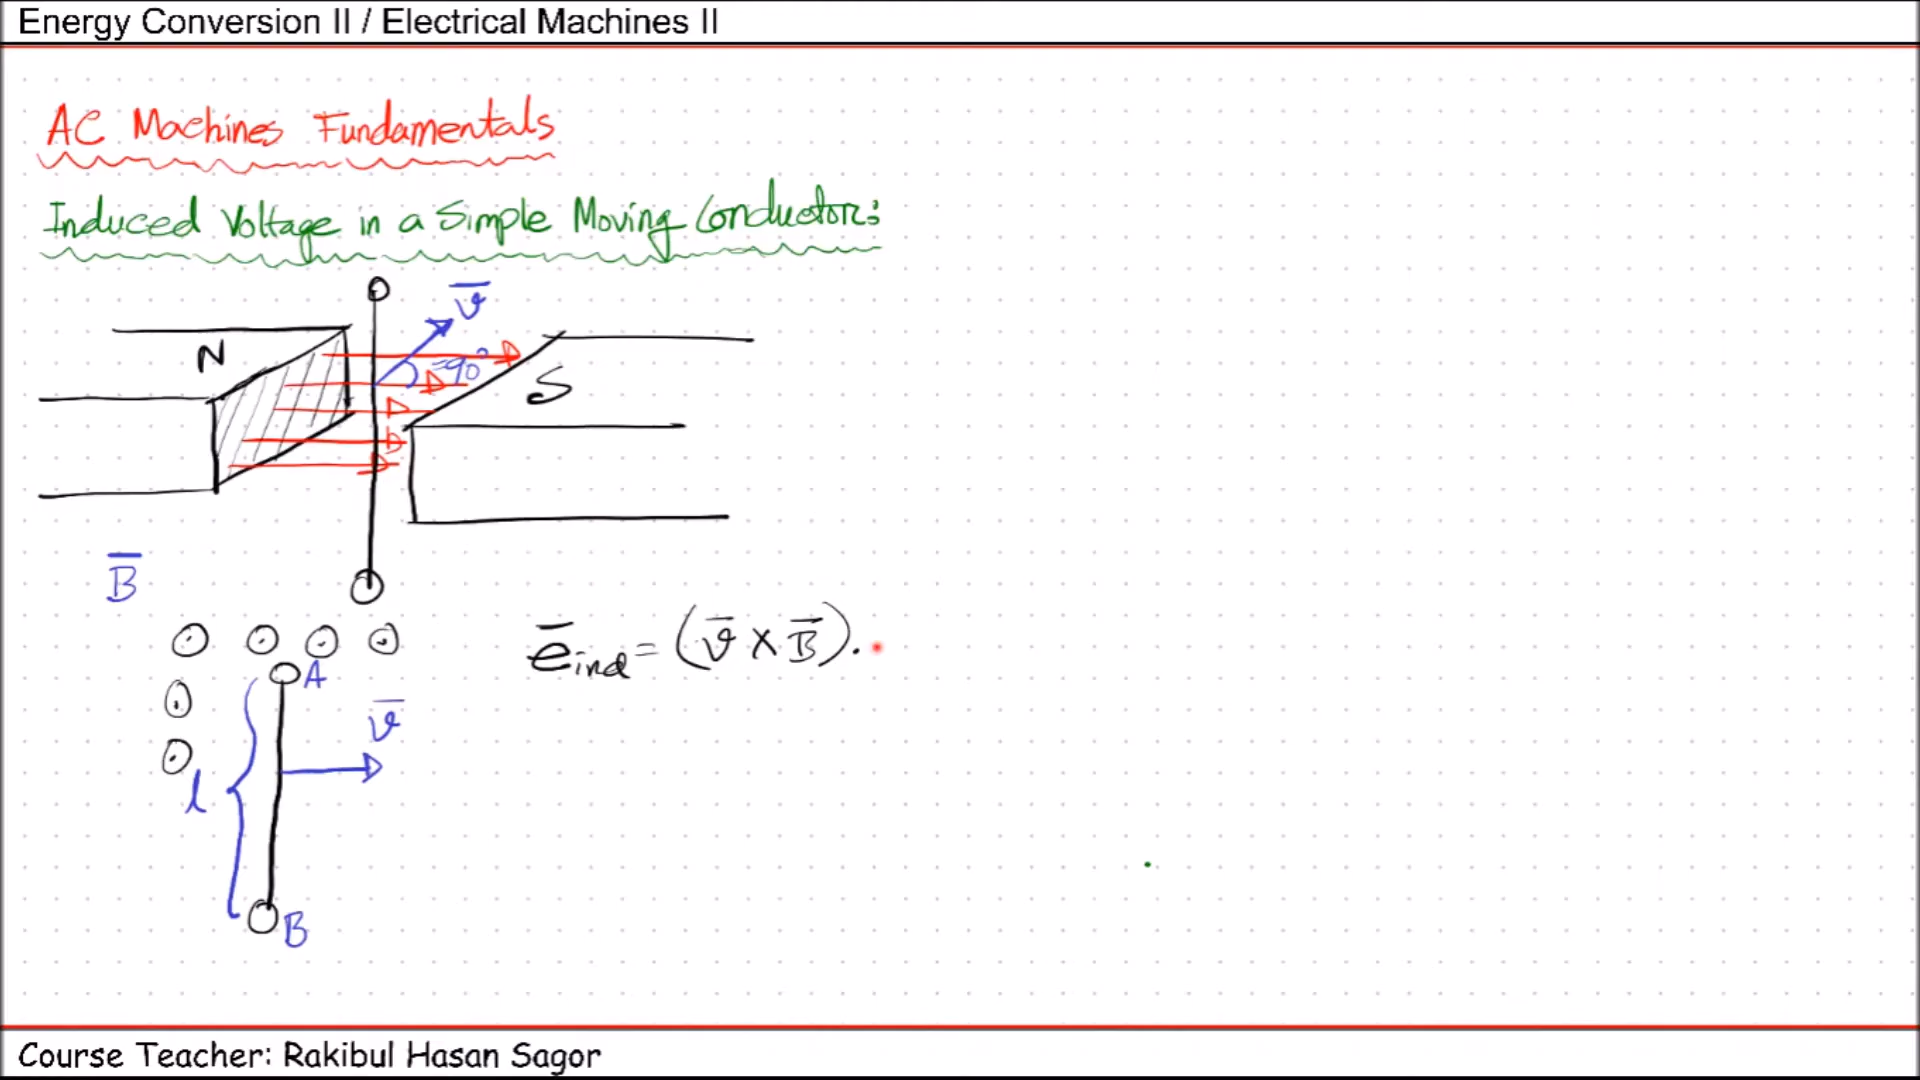 Energy Conversion II / Electrical Machines II
AC Machines Fundamentals
Induced Voltage in a Simple Moving Conductor:
v̅
N
=90°
S
B̅
e̅ind = (v̅ × B̅).
A
v̅
l
B
Course Teacher: Rakibul Hasan Sagor